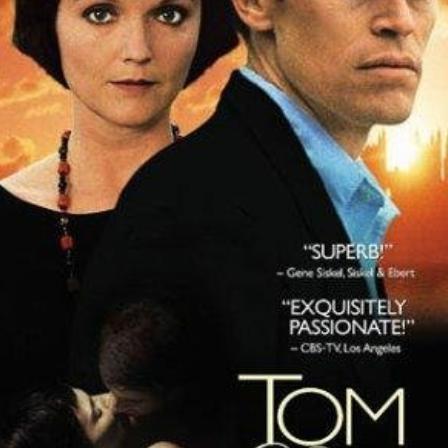 "SUPERB!"
– Gene Siskel, Siskel & Ebert
"EXQUISITELY
PASSIONATE!"
– CBS-TV, Los Angeles
TOM